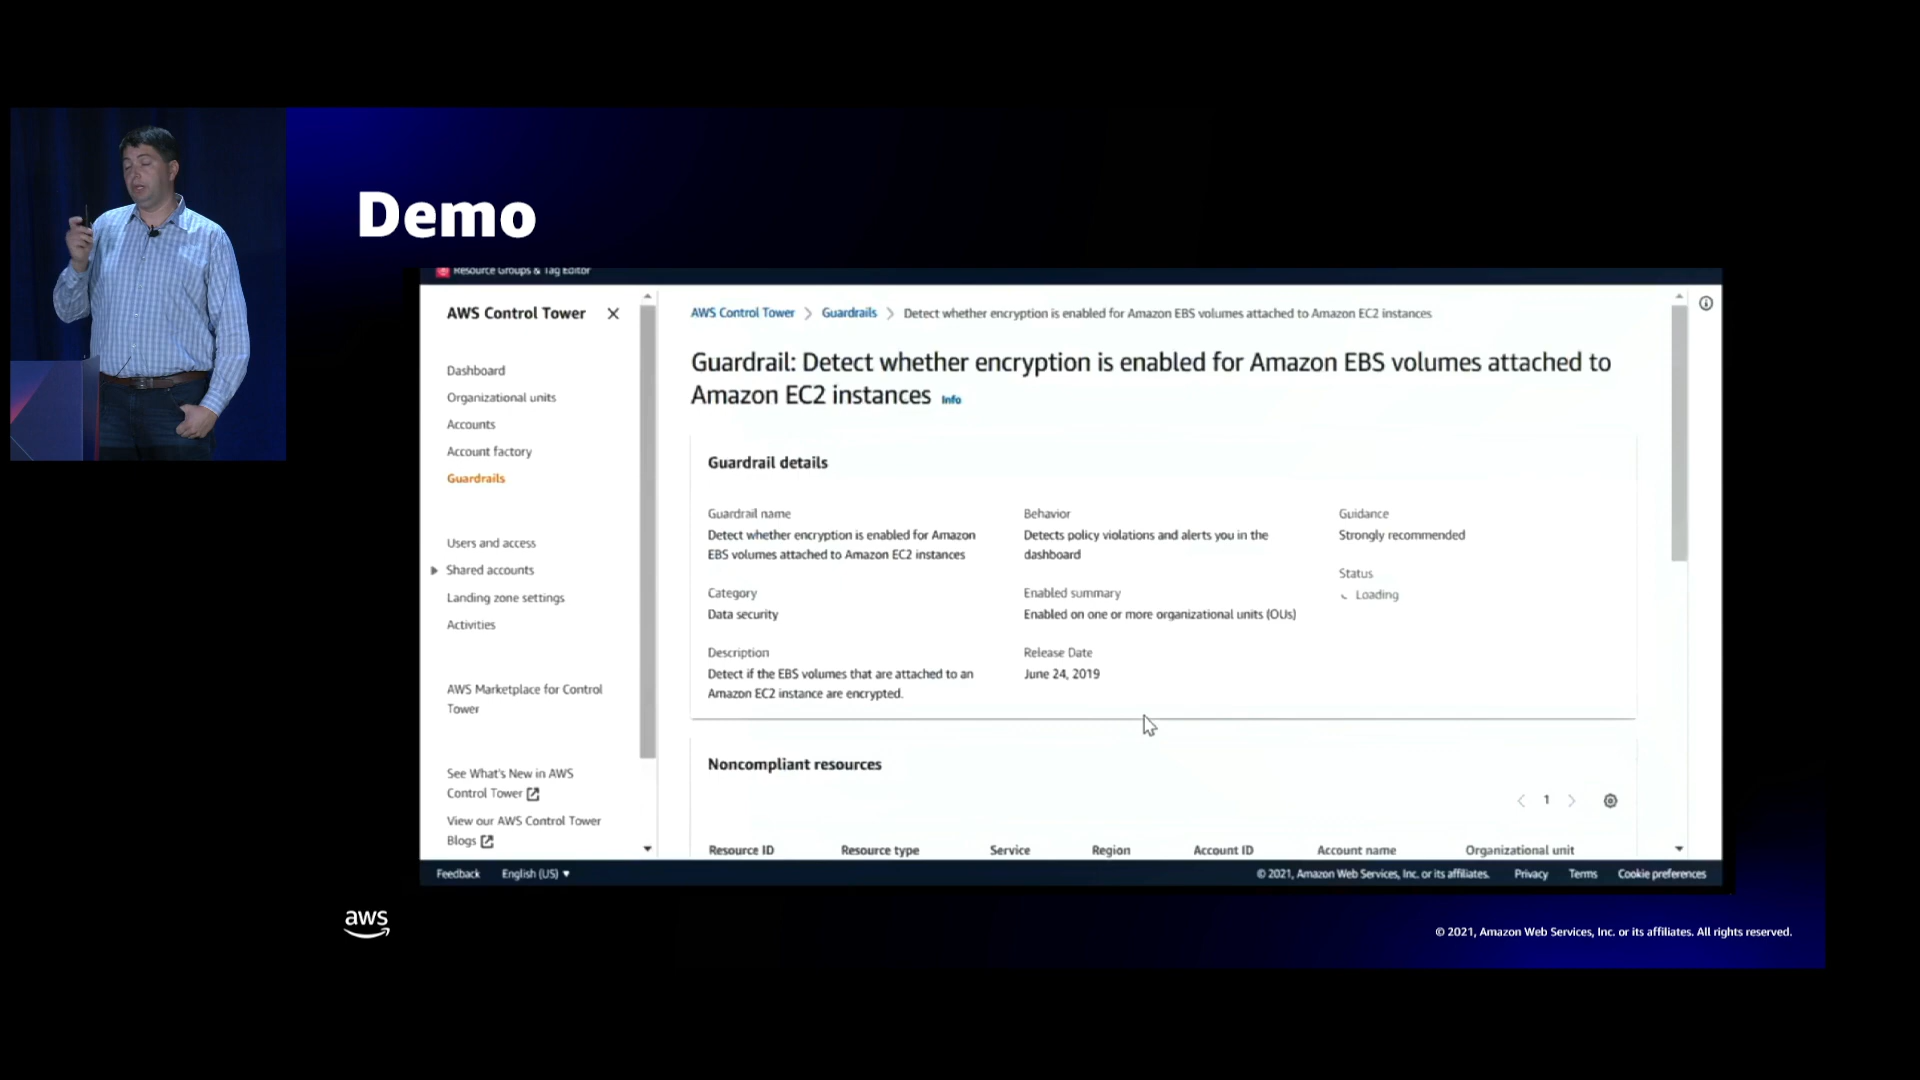 Demo
Resource Groups & Tag Editor
AWS Control Tower
Dashboard
Organizational units
Accounts
Account factory
Guardrails
Users and access
Shared accounts
Landing zone settings
Activities
AWS Marketplace for Control
Tower
See What's New in AWS
Control Tower
View our AWS Control Tower
Blogs
AWS Control Tower > Guardrails > Detect whether encryption is enabled for Amazon EBS volumes attached to Amazon EC2 instances
Guardrail: Detect whether encryption is enabled for Amazon EBS volumes attached to
Amazon EC2 instances Info
Guardrail details
Guardrail name
Detect whether encryption is enabled for Amazon
EBS volumes attached to Amazon EC2 instances
Category
Data security
Description
Detect if the EBS volumes that are attached to an
Amazon EC2 instance are encrypted.
Behavior
Detects policy violations and alerts you in the
dashboard
Enabled summary
Enabled on one or more organizational units (OUs)
Release Date
June 24, 2019
Guidance
Strongly recommended
Status
Loading
Noncompliant resources
< 1 >
Resource ID Resource type Service Region Account ID Account name Organizational unit
Feedback English (US) © 2021, Amazon Web Services, Inc. or its affiliates. Privacy Terms Cookie preferences
aws
© 2021, Amazon Web Services, Inc. or its affiliates. All rights reserved.